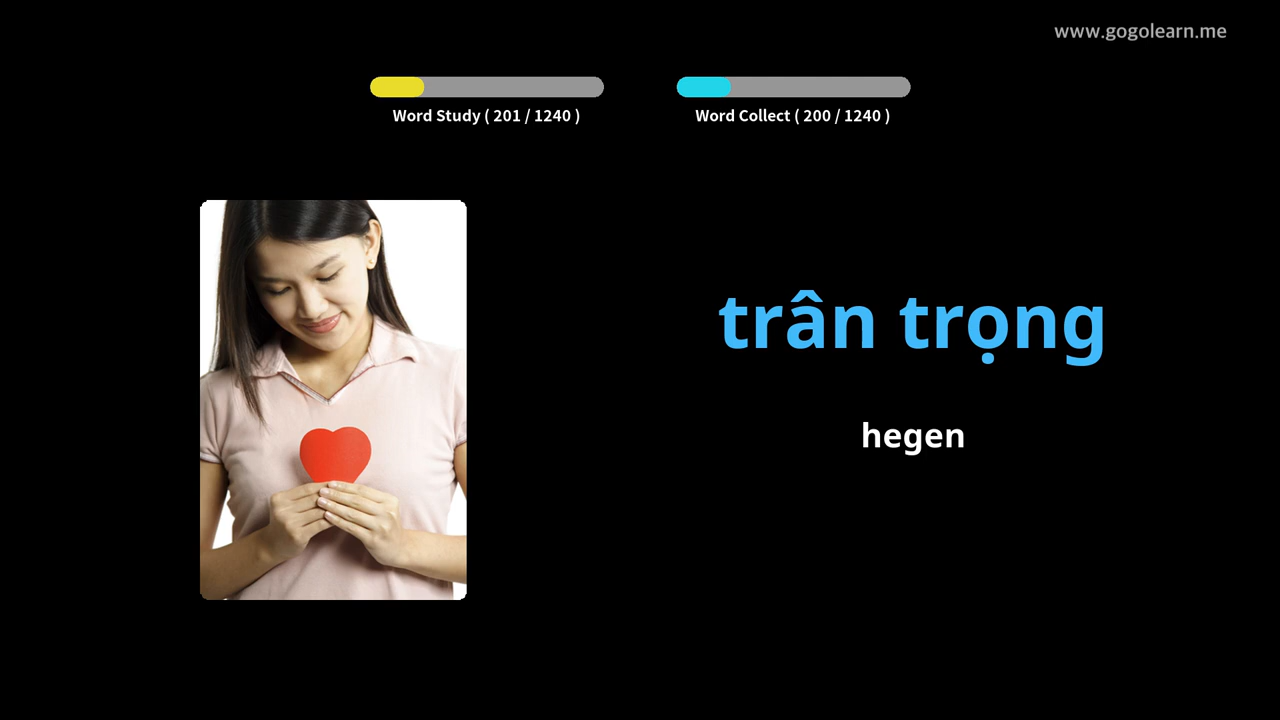 www.gogolearn.me
Word Study ( 201 / 1240 )
Word Collect ( 200 / 1240 )
trân trọng
hegen